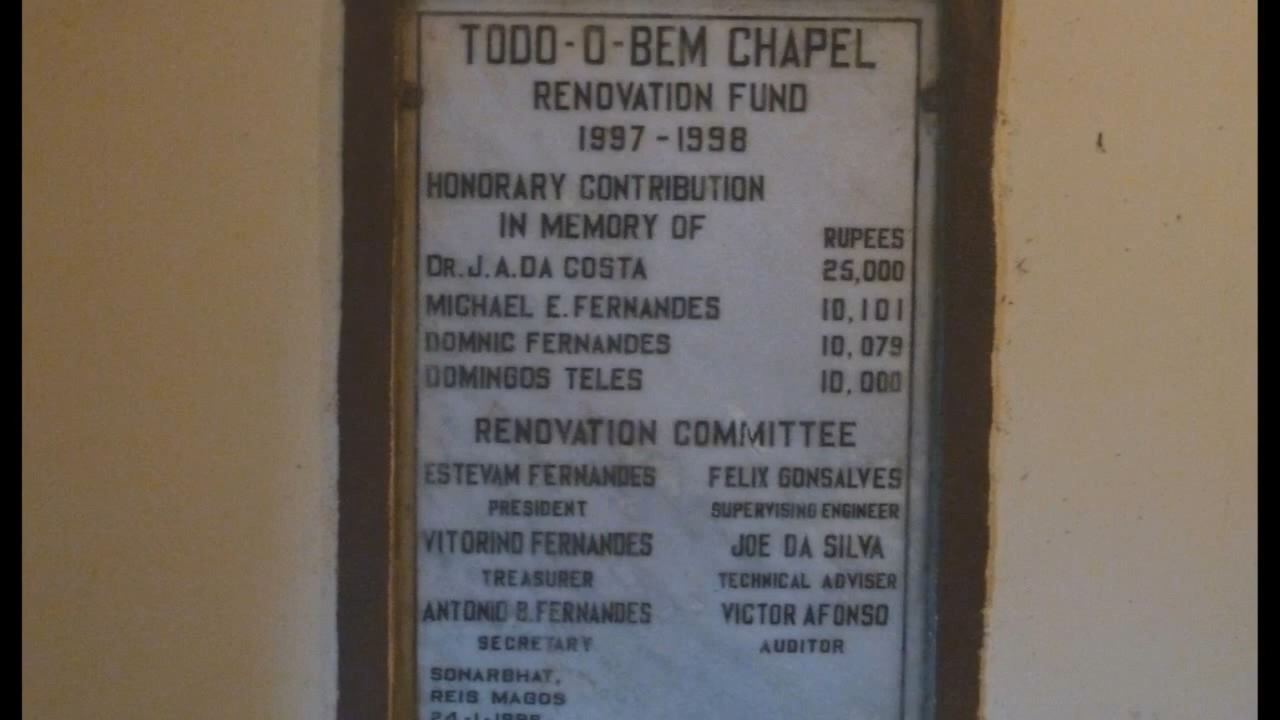 TODO-O-BEM CHAPEL
RENOVATION FUND
1997-1998
HONORARY CONTRIBUTION
IN MEMORY OF RUPEES
DR. J. A. DA COSTA 25,000
MICHAEL E. FERNANDES 10,101
DOMNIC FERNANDES 10,079
DOMINGOS TELES 10,000
RENOVATION COMMITTEE
ESTEVAM FERNANDES FELIX GONSALVES
PRESIDENT SUPERVISING ENGINEER
VITORINO FERNANDES JOE DA SILVA
TREASURER TECHNICAL ADVISER
ANTONIO B. FERNANDES VICTOR AFONSO
SECRETARY AUDITOR
SONARBHAT,
REIS MAGOS